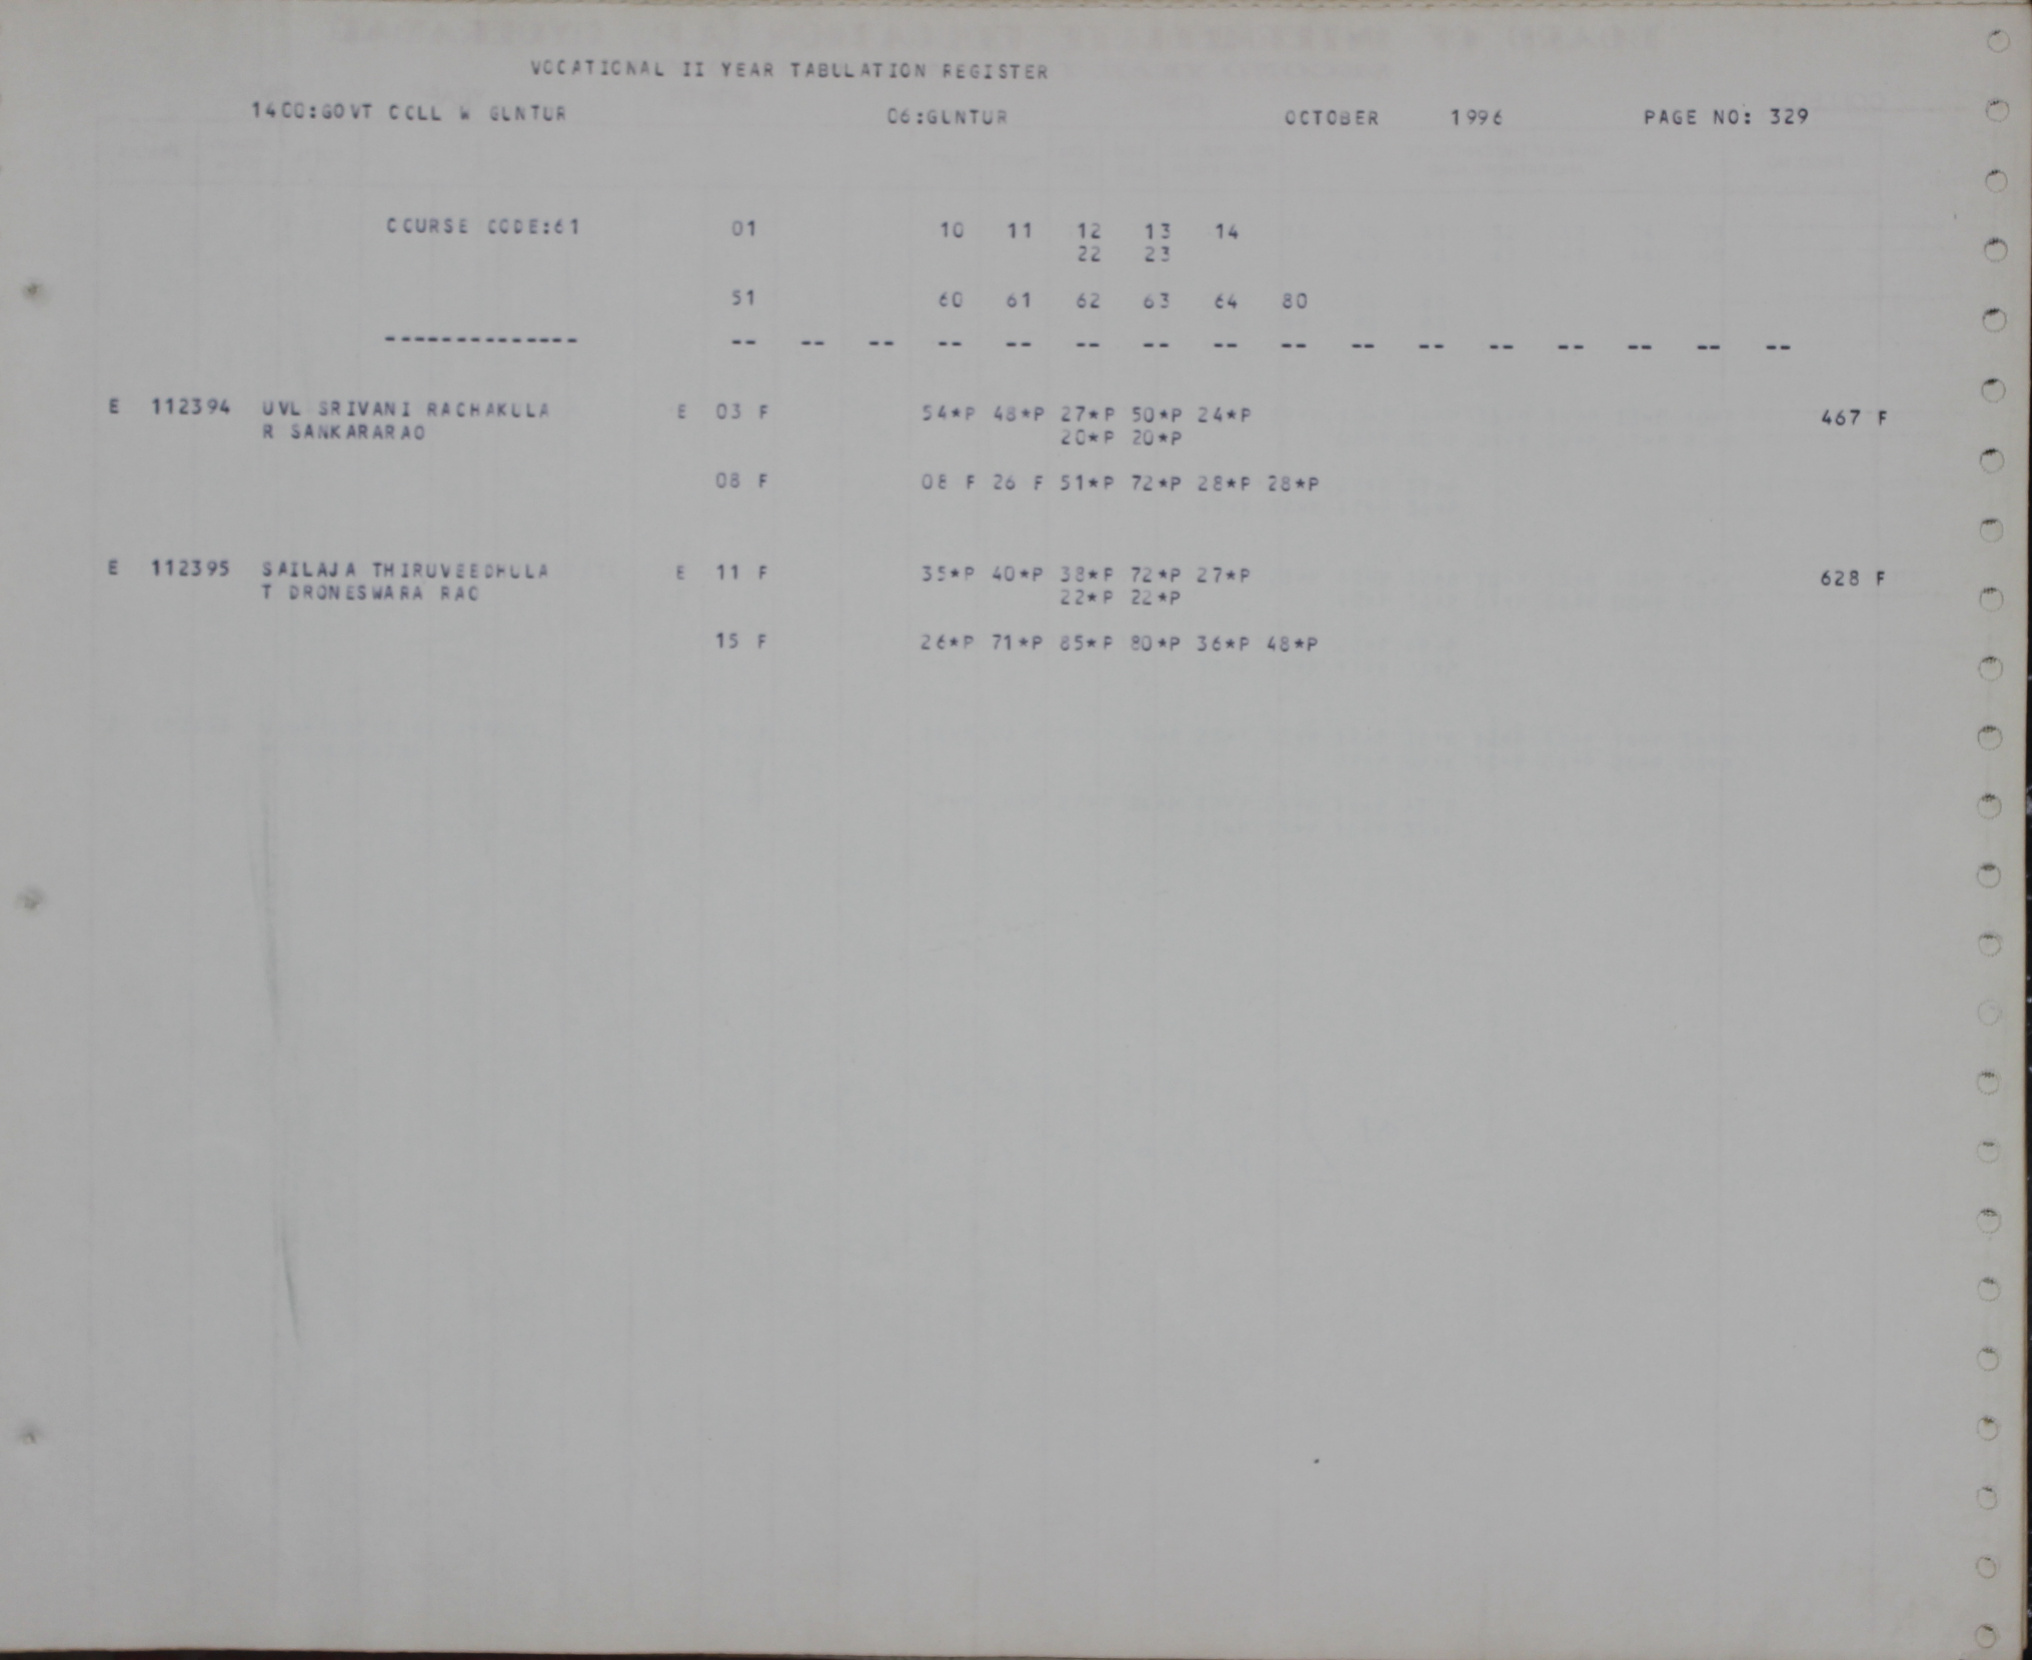 VOCATIONAL II YEAR TABULATION REGISTER
1400:GOVT COLL W GUNTUR 06:GUNTUR OCTOBER 1996 PAGE NO: 329
COURSE CODE:61 01 10 11 12 13 14
22 23
51 60 61 62 63 64 80
-------------- -- -- -- -- -- -- -- -- -- -- -- -- -- -- -- --
E 112394 UVL SRIVANI RACHAKULA E 03 F 54*P 48*P 27*P 50*P 24*P 467 F
R SANKARARAO 20*P 20*P
08 F 08 F 26 F 51*P 72*P 28*P 28*P
E 112395 SAILAJA THIRUVEEDHULA E 11 F 35*P 40*P 38*P 72*P 27*P 628 F
T DRONESWARA RAO 22*P 22*P
15 F 26*P 71*P 85*P 80*P 36*P 48*P